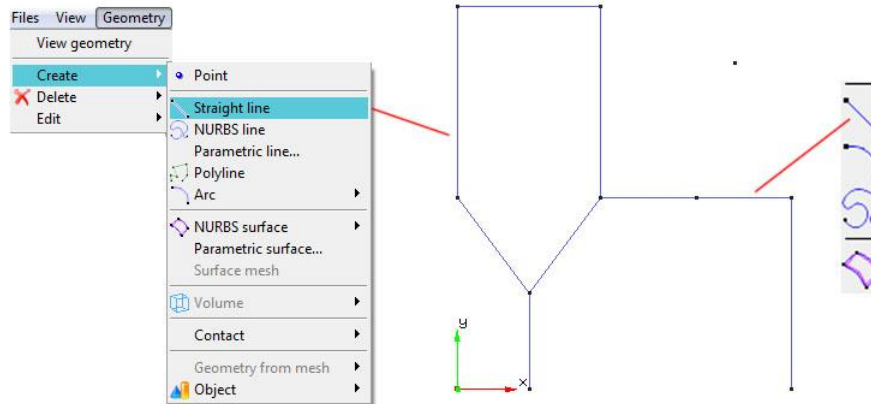 Files View Geometry
View geometry
Create
Delete
Edit
Point
Straight line
NURBS line
Parametric line...
Polyline
Arc
NURBS surface
Parametric surface...
Surface mesh
Volume
Contact
Geometry from mesh
Object
y
x